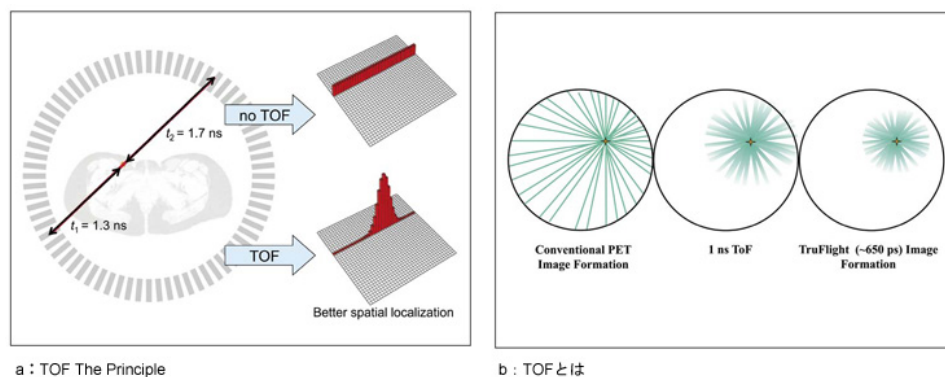 t₂ = 1.7 ns
no TOF
t₁ = 1.3 ns
TOF
Better spatial localization
Conventional PET
Image Formation
1 ns ToF
TruFlight (~650 ps) Image
Formation
a：TOF The Principle
b：TOFとは